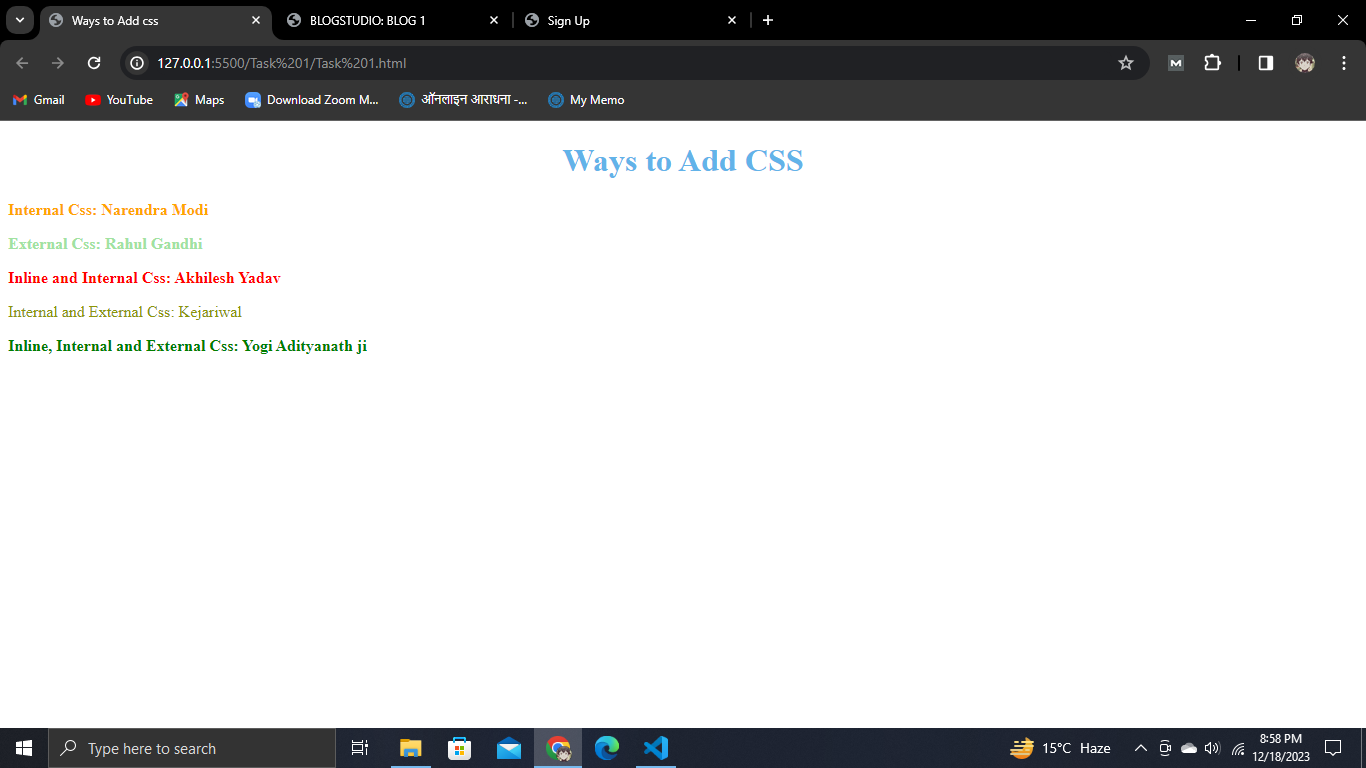 Ways to Add css
BLOGSTUDIO: BLOG 1
Sign Up
127.0.0.1:5500/Task%201/Task%201.html
Gmail
YouTube
Maps
Download Zoom M...
ऑनलाइन आराधना -...
My Memo
Ways to Add CSS
Internal Css: Narendra Modi
External Css: Rahul Gandhi
Inline and Internal Css: Akhilesh Yadav
Internal and External Css: Kejariwal
Inline, Internal and External Css: Yogi Adityanath ji
Type here to search
15°C Haze
8:58 PM
12/18/2023